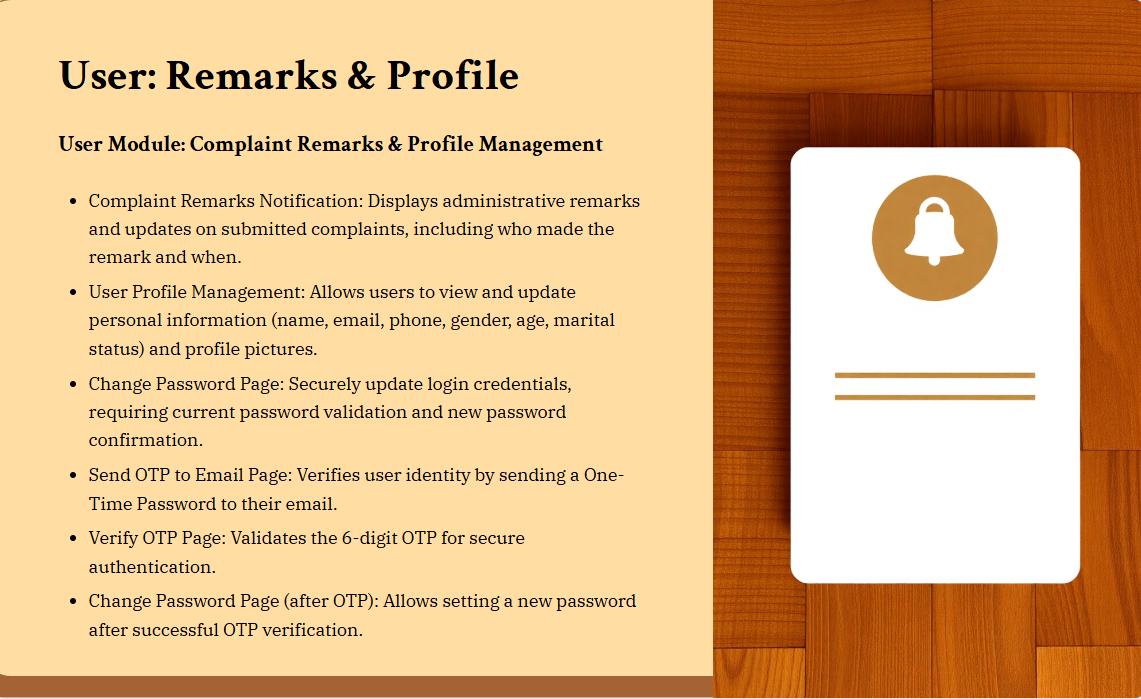 User: Remarks & Profile
User Module: Complaint Remarks & Profile Management
• Complaint Remarks Notification: Displays administrative remarks
and updates on submitted complaints, including who made the
remark and when.
• User Profile Management: Allows users to view and update
personal information (name, email, phone, gender, age, marital
status) and profile pictures.
• Change Password Page: Securely update login credentials,
requiring current password validation and new password
confirmation.
• Send OTP to Email Page: Verifies user identity by sending a One-
Time Password to their email.
• Verify OTP Page: Validates the 6-digit OTP for secure
authentication.
• Change Password Page (after OTP): Allows setting a new password
after successful OTP verification.